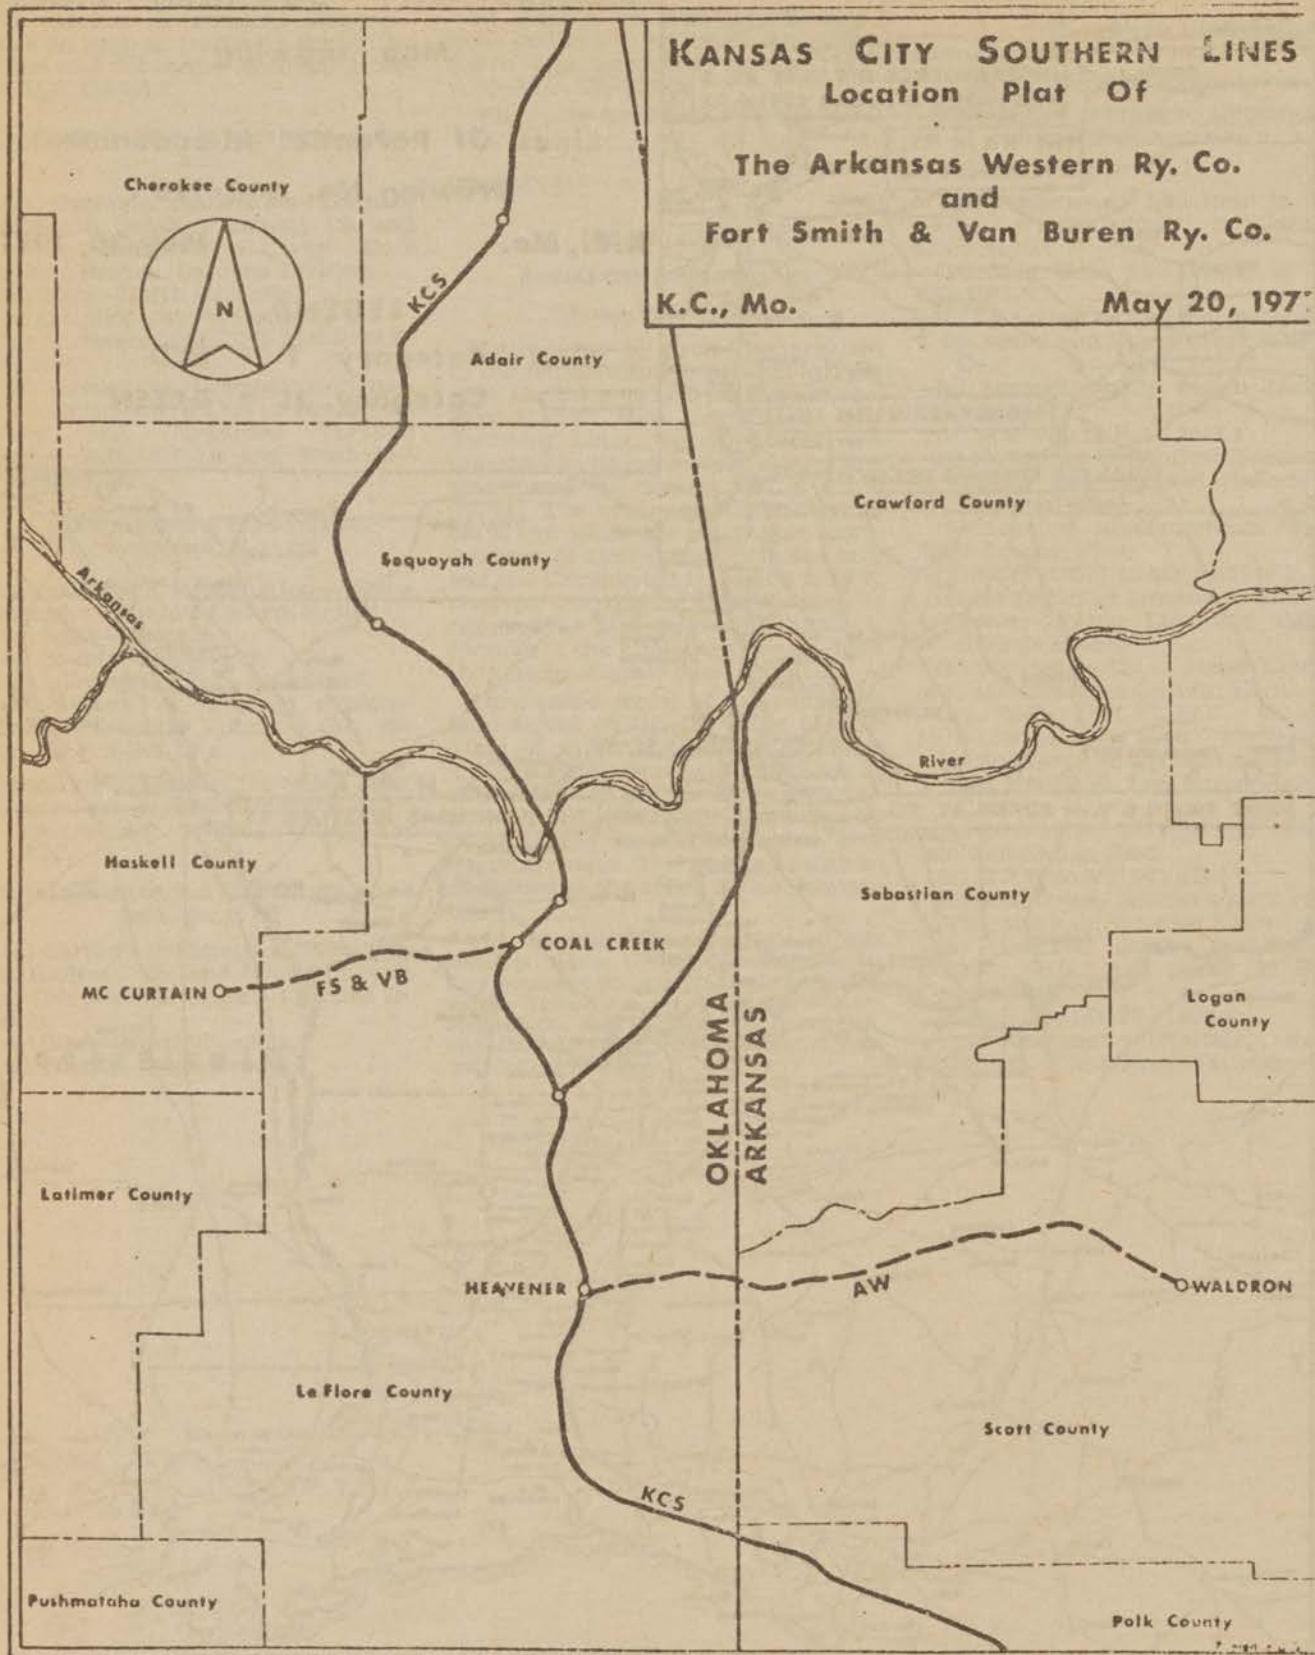 KANSAS CITY SOUTHERN LINES
Location Plat Of
The Arkansas Western Ry. Co.
and
Fort Smith & Van Buren Ry. Co.
K.C., Mo. May 20, 197
Cherokee County
N
KCS
Adair County
Crawford County
Sequoyah County
Arkansas
River
Haskell County
Sebastian County
COAL CREEK
MC CURTAIN
FS & VB
Logan
County
OKLAHOMA
ARKANSAS
Latimer County
HEAVENER
AW
WALDRON
Le Flore County
Scott County
KCS
Pushmataha County
Polk County